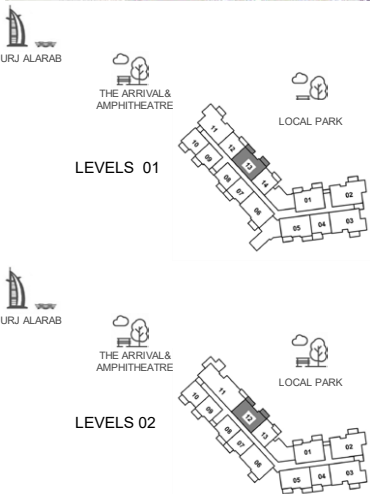 URJ ALARAB
THE ARRIVAL&
AMPHITHEATRE
LOCAL PARK
LEVELS 01
11
10
12
09
13
08
14
07
06
01
02
05
04
03
URJ ALARAB
THE ARRIVAL&
AMPHITHEATRE
LOCAL PARK
LEVELS 02
10
11
09
12
08
13
07
06
01
02
05
04
03